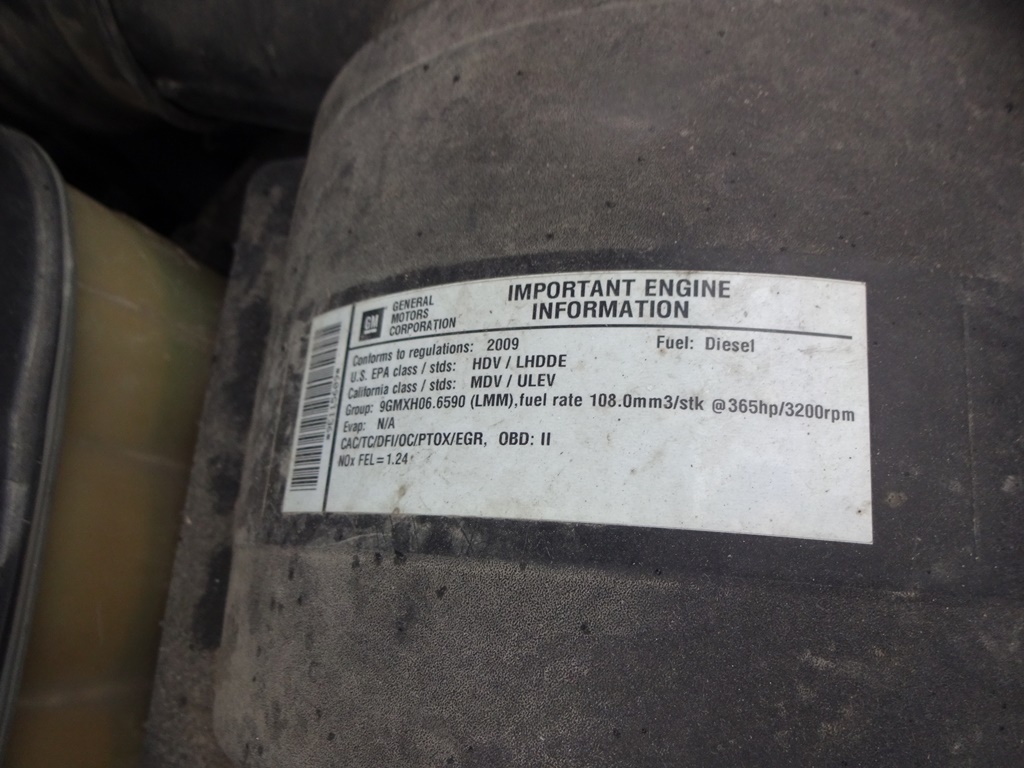 GM
GENERAL
MOTORS
CORPORATION
IMPORTANT ENGINE
INFORMATION
Conforms to regulations: 2009 Fuel: Diesel
U.S. EPA class / stds: HDV / LHDDE
California class / stds: MDV / ULEV
Group: 9GMXH06.6590 (LMM),fuel rate 108.0mm3/stk @365hp/3200rpm
Evap: N/A
CAC/TC/DFI/OC/PTOX/EGR, OBD: II
NOx FEL=1.24